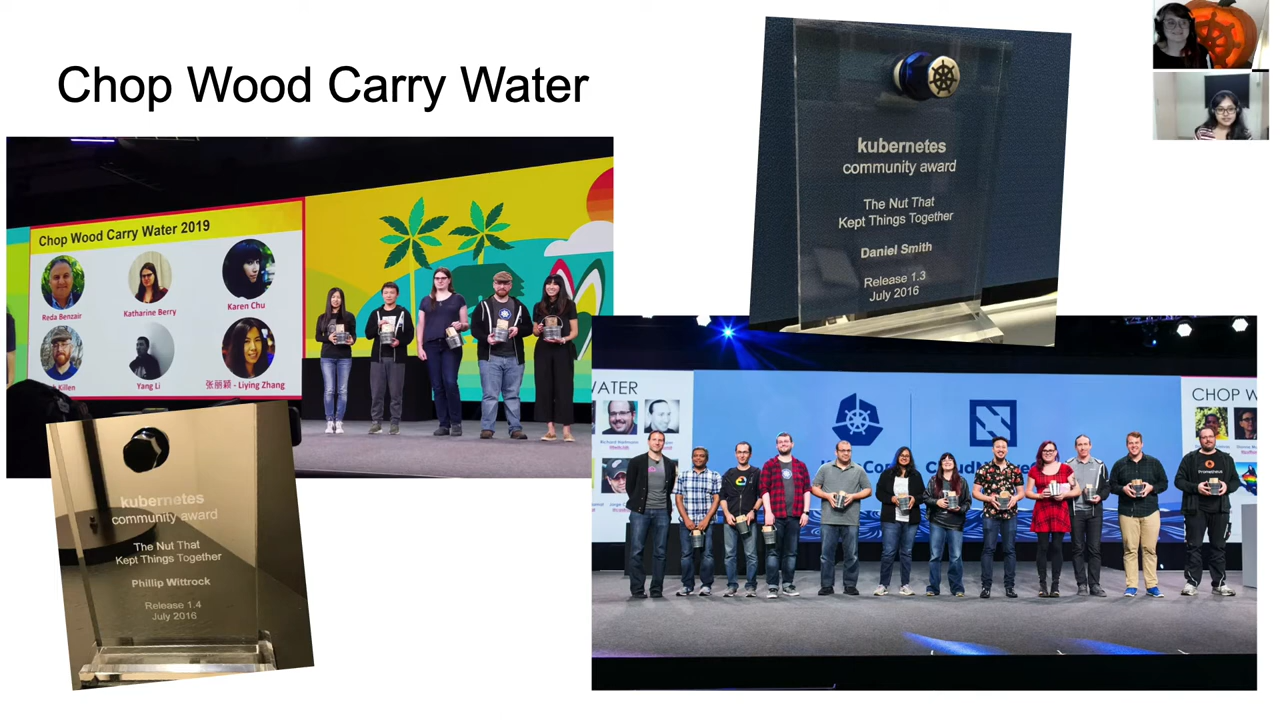 Chop Wood Carry Water
Chop Wood Carry Water 2019
Reda Benzair
Katharine Berry
Karen Chu
Killen
Yang Li
张丽颖 - Liying Zhang
kubernetes
community award
The Nut That
Kept Things Together
Daniel Smith
Release 1.3
July 2016
kubernetes
community award
The Nut That
Kept Things Together
Phillip Wittrock
Release 1.4
July 2016
WATER
CHOP W